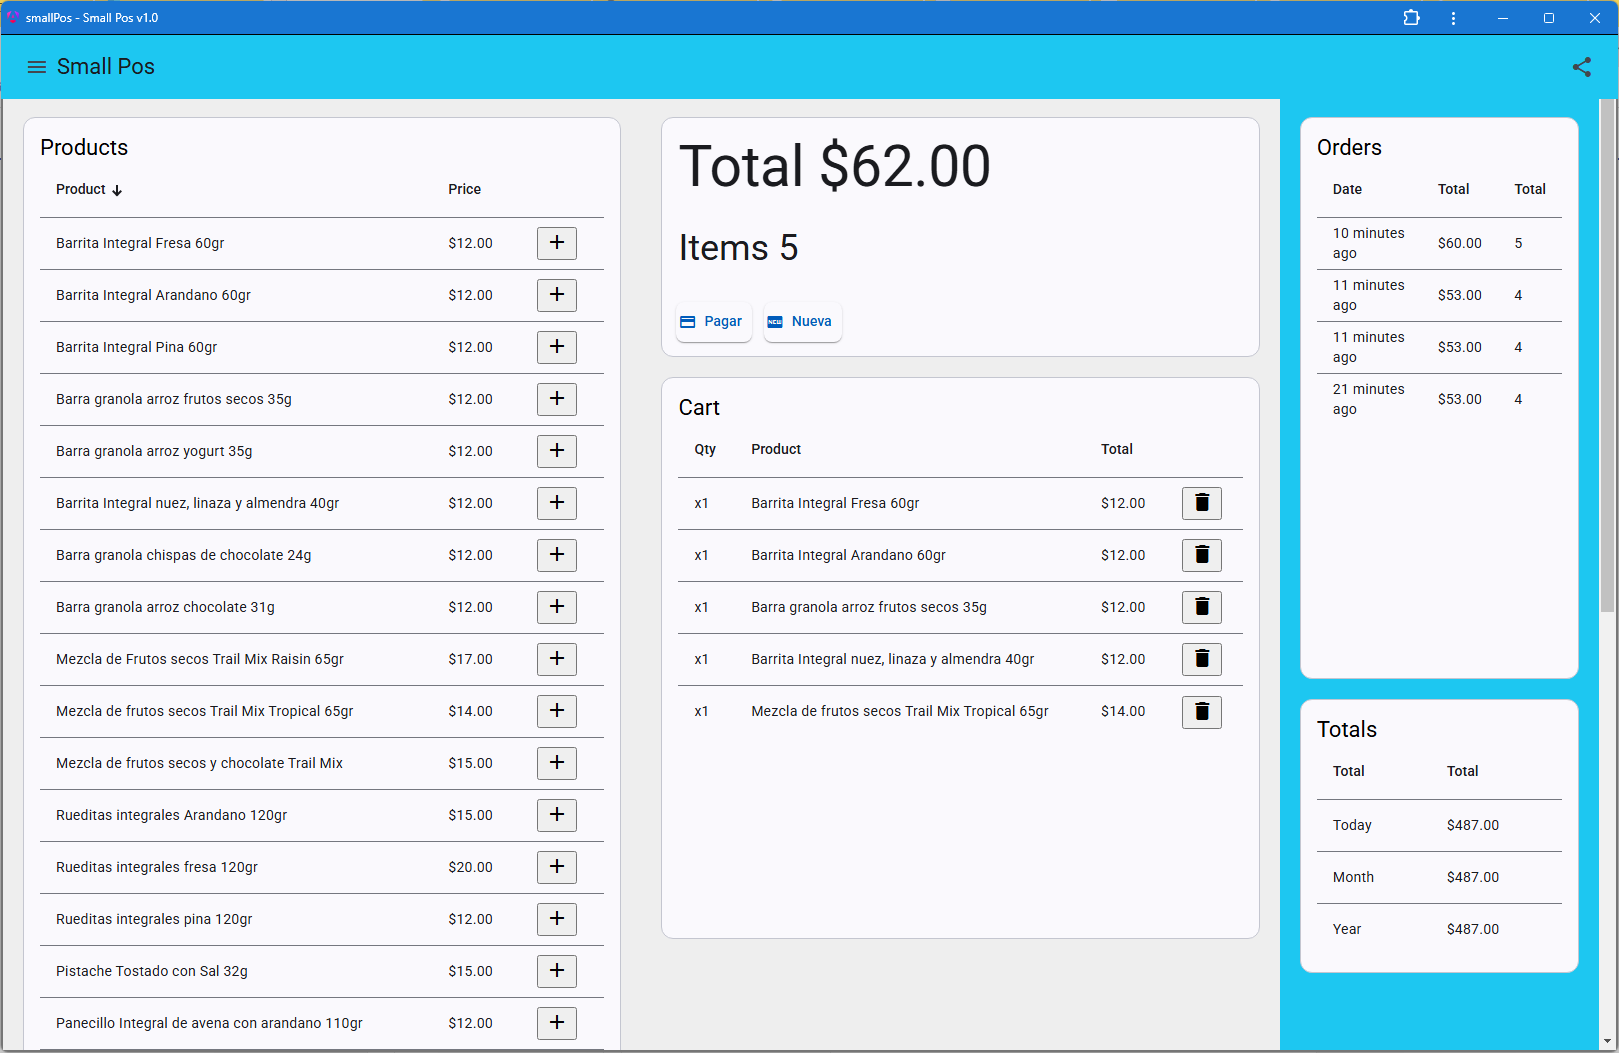 smallPos - Small Pos v1.0
Small Pos
Products
Product Price
Barrita Integral Fresa 60gr $12.00
Barrita Integral Arandano 60gr $12.00
Barrita Integral Pina 60gr $12.00
Barra granola arroz frutos secos 35g $12.00
Barra granola arroz yogurt 35g $12.00
Barrita Integral nuez, linaza y almendra 40gr $12.00
Barra granola chispas de chocolate 24g $12.00
Barra granola arroz chocolate 31g $12.00
Mezcla de Frutos secos Trail Mix Raisin 65gr $17.00
Mezcla de frutos secos Trail Mix Tropical 65gr $14.00
Mezcla de frutos secos y chocolate Trail Mix $15.00
Rueditas integrales Arandano 120gr $15.00
Rueditas integrales fresa 120gr $20.00
Rueditas integrales pina 120gr $12.00
Pistache Tostado con Sal 32g $15.00
Panecillo Integral de avena con arandano 110gr $12.00
Total $62.00
Items 5
Pagar
NEW Nueva
Cart
Qty Product Total
x1 Barrita Integral Fresa 60gr $12.00
x1 Barrita Integral Arandano 60gr $12.00
x1 Barra granola arroz frutos secos 35g $12.00
x1 Barrita Integral nuez, linaza y almendra 40gr $12.00
x1 Mezcla de frutos secos Trail Mix Tropical 65gr $14.00
Orders
Date Total Total
10 minutes
ago $60.00 5
11 minutes
ago $53.00 4
11 minutes
ago $53.00 4
21 minutes
ago $53.00 4
Totals
Total Total
Today $487.00
Month $487.00
Year $487.00